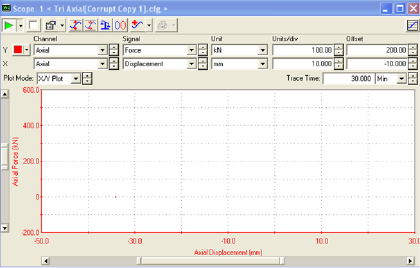 Scope 1 < Tri Axial[Corrupt Copy 1].cfg >
Channel Signal Unit Units/div Offset
Y Axial Force kN 100.00 200.00
X Axial Displacement mm 10.000 -10.000
Plot Mode: X/Y Plot Trace Time: 30.000 Min
600.0
400.0
200.0
0
-200.0
Axial Force (kN)
-50.0 -30.0 -10.0 10.0 30.0
Axial Displacement (mm)